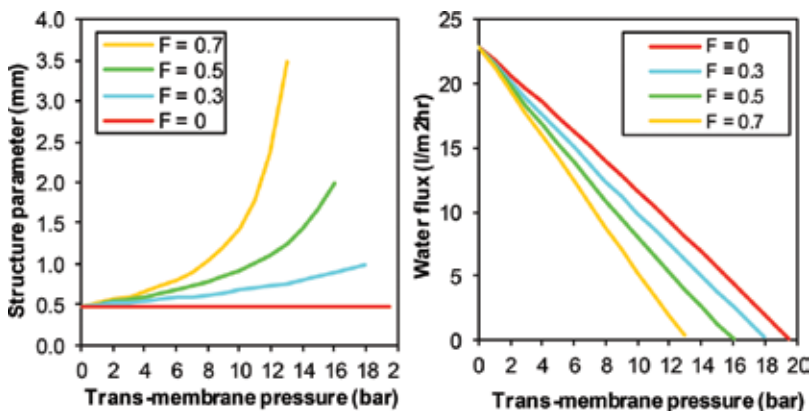 Structure parameter (mm)
4.0
3.5
3.0
2.5
2.0
1.5
1.0
0.5
0.0
F = 0.7
F = 0.5
F = 0.3
F = 0
0 2 4 6 8 10 12 14 16 18 2
Trans-membrane pressure (bar)
Water flux (l/m2hr)
25
20
15
10
5
0
F = 0
F = 0.3
F = 0.5
F = 0.7
0 2 4 6 8 10 12 14 16 18 20
Trans-membrane pressure (bar)